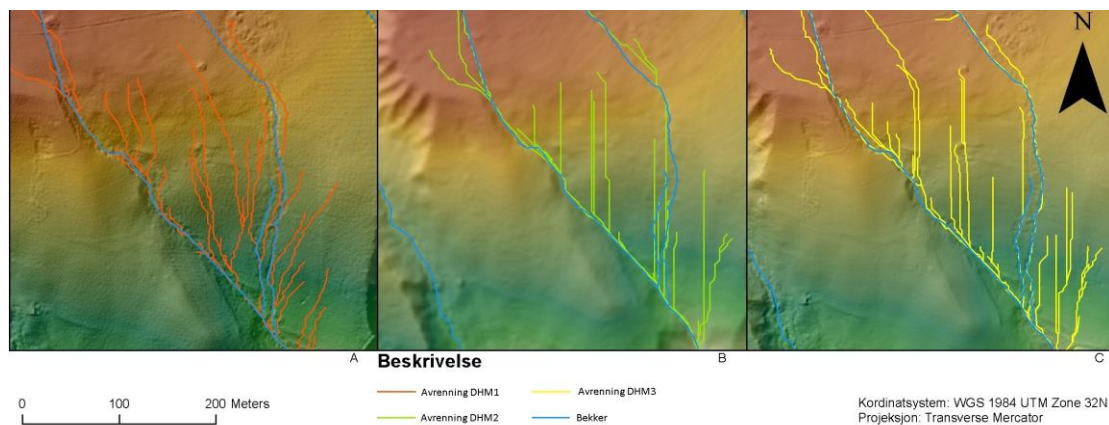 N
A
B
C
Beskrivelse
Avrenning DHM1
Avrenning DHM3
Avrenning DHM2
Bekker
0 100 200 Meters
Kordinatsystem: WGS 1984 UTM Zone 32N
Projeksjon: Transverse Mercator